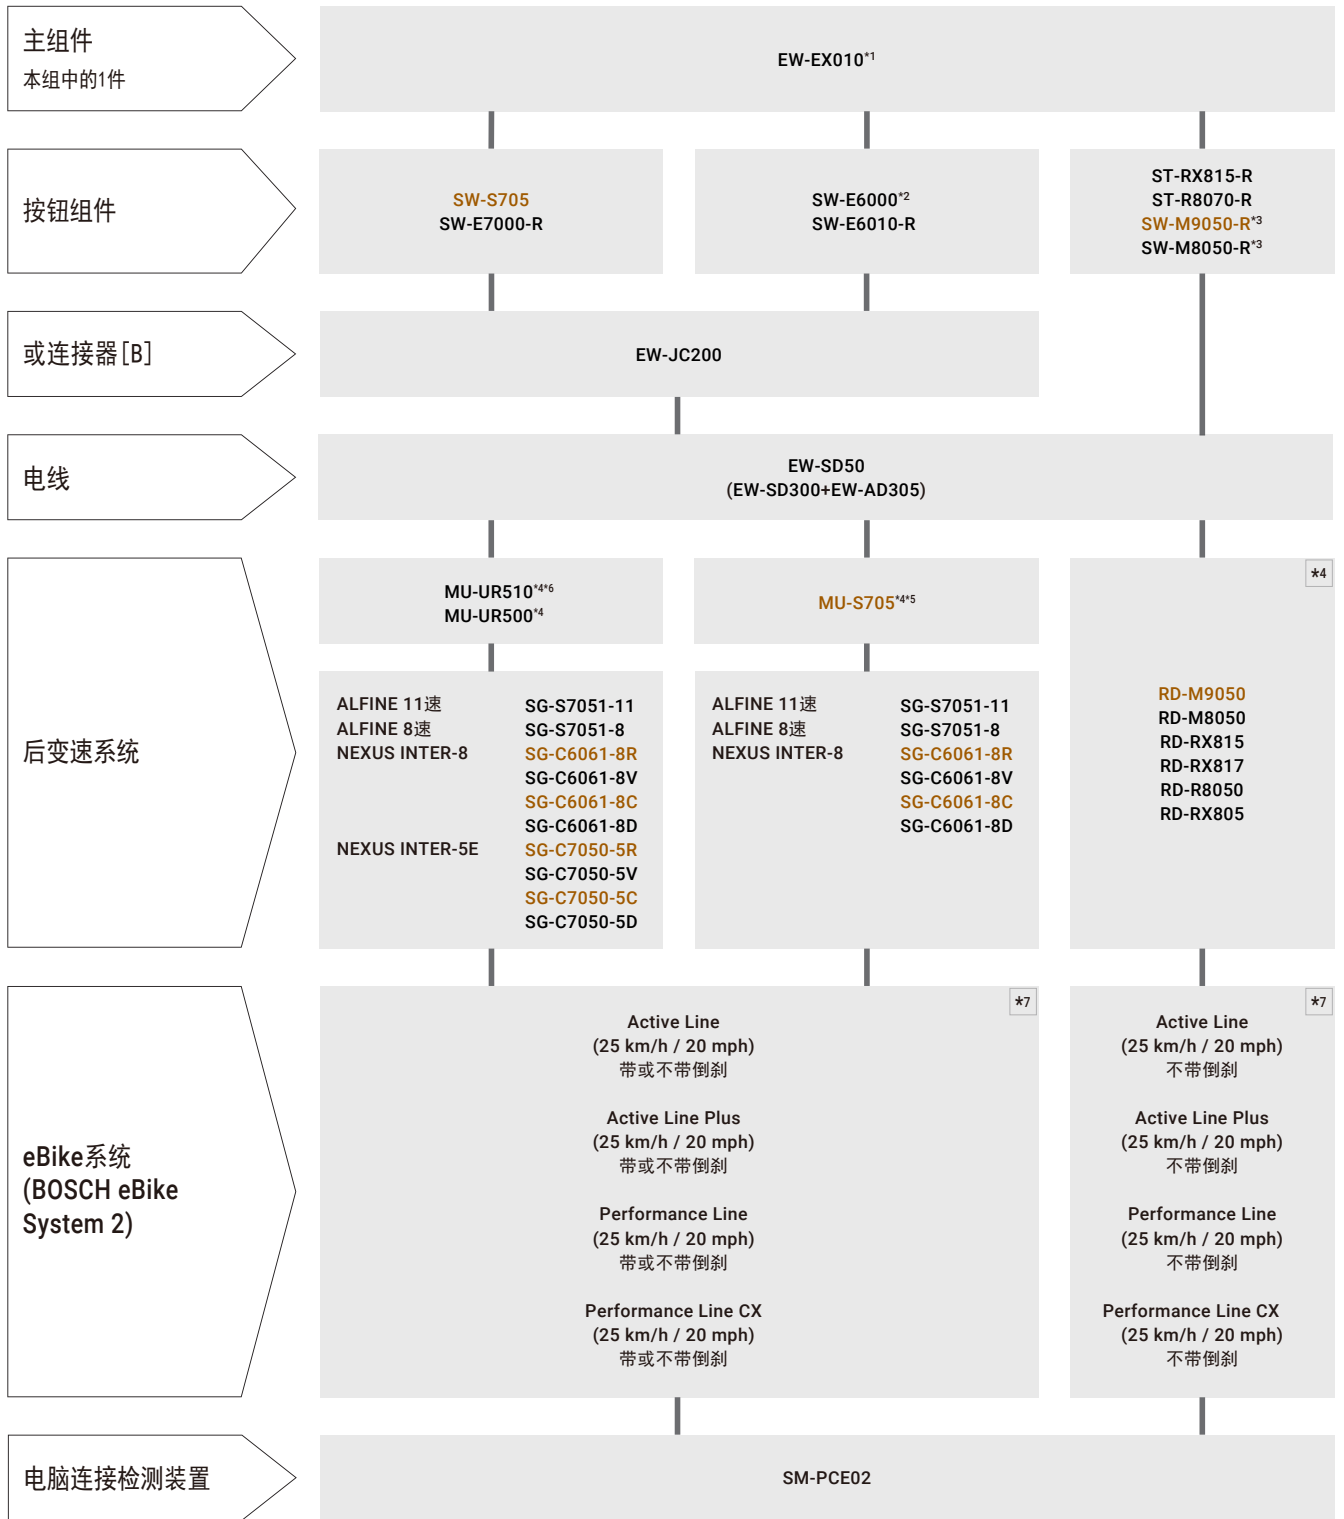 主组件
本组中的1件
EW-EX010*1
按钮组件
SW-S705
SW-E7000-R
SW-E6000*2
SW-E6010-R
ST-RX815-R
ST-R8070-R
SW-M9050-R*3
SW-M8050-R*3
或连接器[B]
EW-JC200
电线
EW-SD50
(EW-SD300+EW-AD305)
后变速系统
MU-UR510*4*6
MU-UR500*4
ALFINE 11速 SG-S7051-11
ALFINE 8速 SG-S7051-8
NEXUS INTER-8 SG-C6061-8R
SG-C6061-8V
SG-C6061-8C
SG-C6061-8D
NEXUS INTER-5E SG-C7050-5R
SG-C7050-5V
SG-C7050-5C
SG-C7050-5D
MU-S705*4*5
ALFINE 11速 SG-S7051-11
ALFINE 8速 SG-S7051-8
NEXUS INTER-8 SG-C6061-8R
SG-C6061-8V
SG-C6061-8C
SG-C6061-8D
*4
RD-M9050
RD-M8050
RD-RX815
RD-RX817
RD-R8050
RD-RX805
eBike系统
(BOSCH eBike
System 2)
*7
Active Line
(25 km/h / 20 mph)
带或不带倒刹
Active Line Plus
(25 km/h / 20 mph)
带或不带倒刹
Performance Line
(25 km/h / 20 mph)
带或不带倒刹
Performance Line CX
(25 km/h / 20 mph)
带或不带倒刹
*7
Active Line
(25 km/h / 20 mph)
不带倒刹
Active Line Plus
(25 km/h / 20 mph)
不带倒刹
Performance Line
(25 km/h / 20 mph)
不带倒刹
Performance Line CX
(25 km/h / 20 mph)
不带倒刹
电脑连接检测装置
SM-PCE02